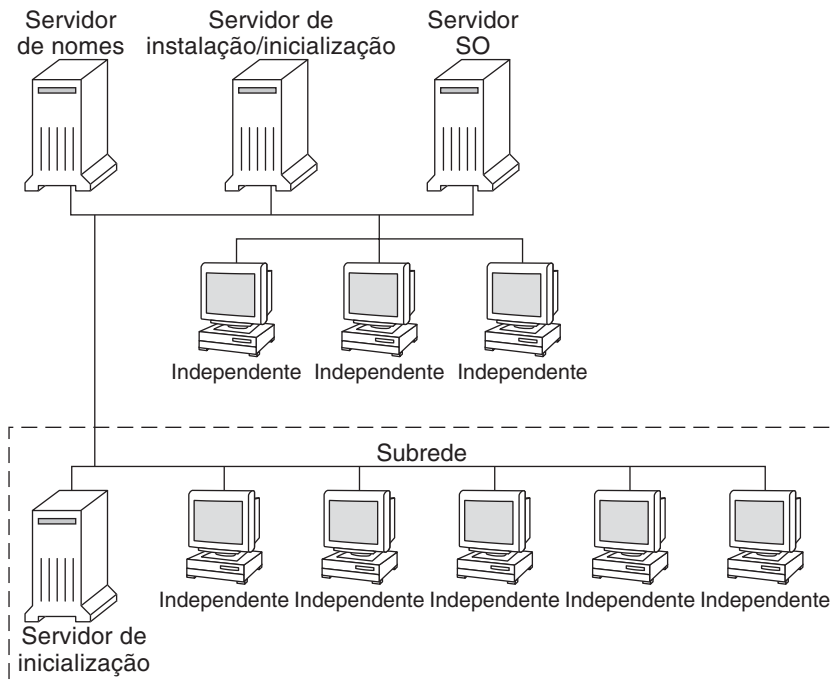 Servidor
de nomes
Servidor de
instalação/inicialização
Servidor
SO
Independente
Independente
Independente
Subrede
Servidor de
inicialização
Independente
Independente
Independente
Independente
Independente